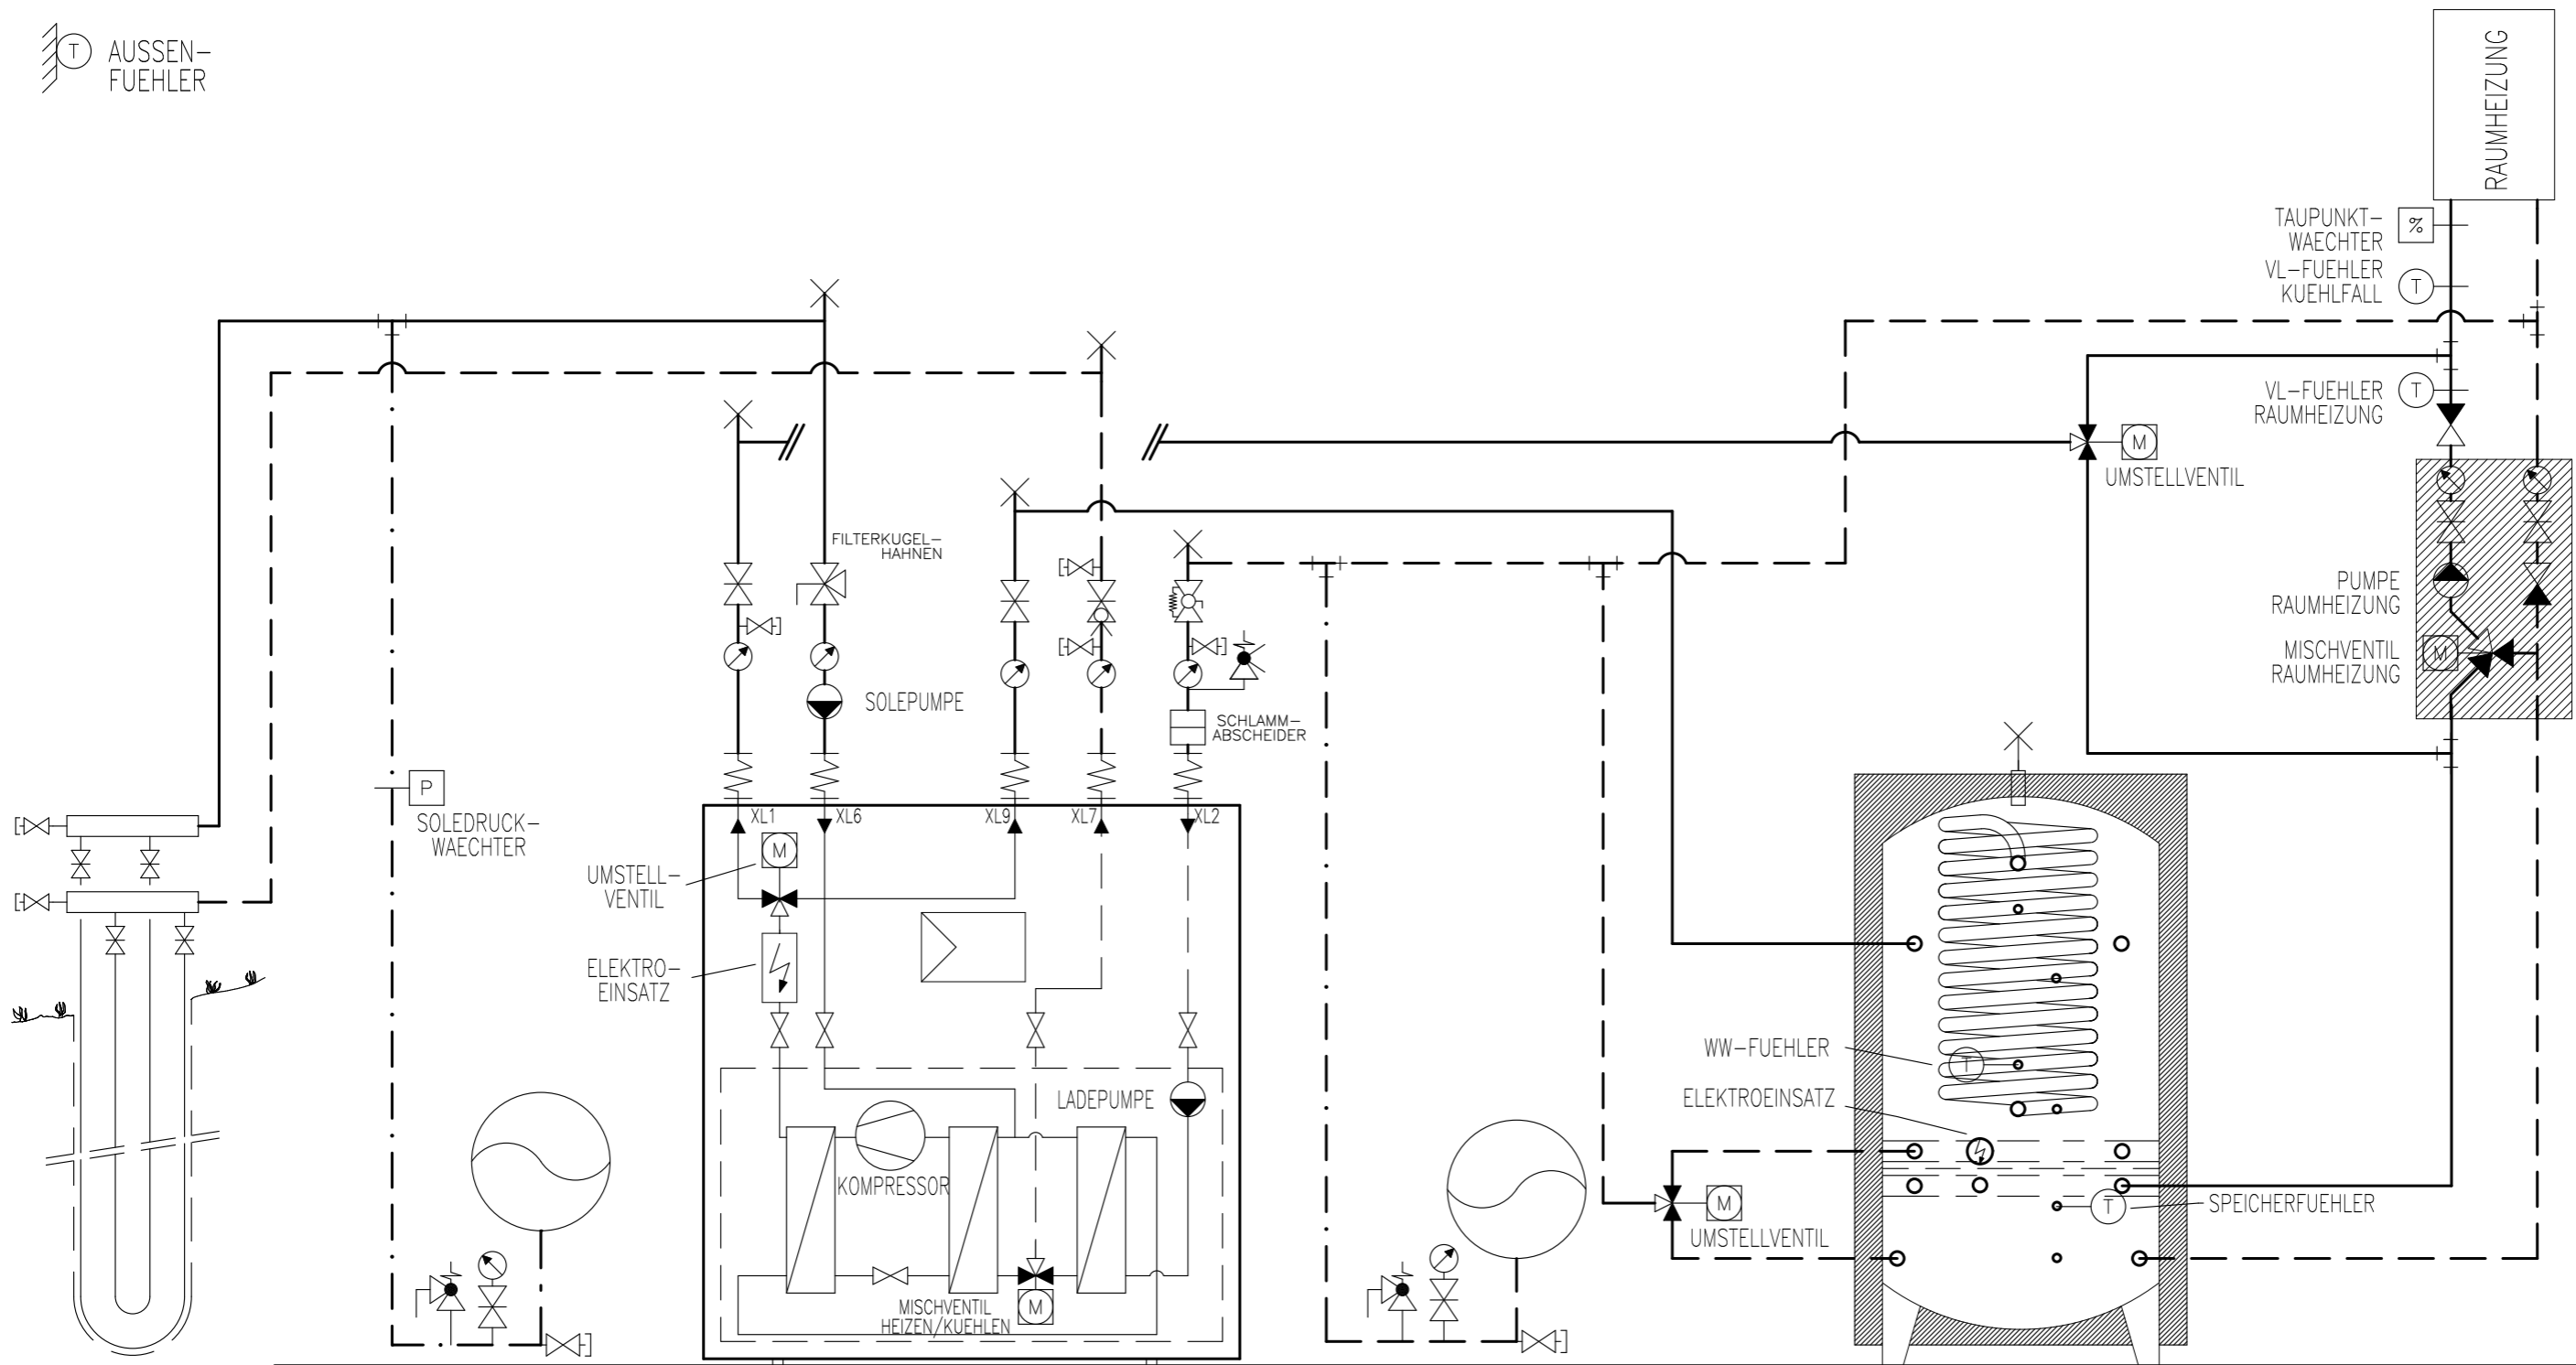 T
AUSSEN-
FUEHLER
RAUMHEIZUNG
TAUPUNKT-
WAECHTER
%
VL-FUEHLER
KUEHLFALL
T
VL-FUEHLER
RAUMHEIZUNG
T
M
UMSTELLVENTIL
FILTERKUGEL-
HAHNEN
PUMPE
RAUMHEIZUNG
MISCHVENTIL
RAUMHEIZUNG
M
SOLEPUMPE
SCHLAMM-
ABSCHEIDER
P
SOLEDRUCK-
WAECHTER
XL1
XL6
XL9
XL7
XL2
M
UMSTELL-
VENTIL
ELEKTRO-
EINSATZ
WW-FUEHLER
T
LADEPUMPE
ELEKTROEINSATZ
KOMPRESSOR
M
UMSTELLVENTIL
T
SPEICHERFUEHLER
MISCHVENTIL
HEIZEN/KUEHLEN
M